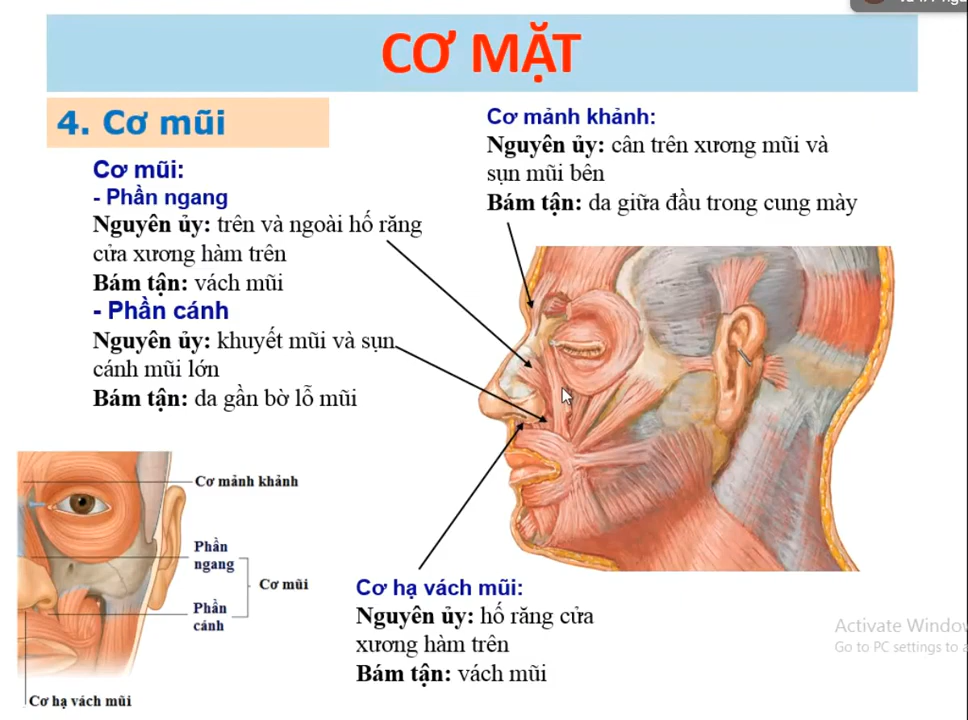 CƠ MẶT
4. Cơ mũi
Cơ mũi:
- Phần ngang
Nguyên ủy: trên và ngoài hố răng
cửa xương hàm trên
Bám tận: vách mũi
- Phần cánh
Nguyên ủy: khuyết mũi và sụn
cánh mũi lớn
Bám tận: da gần bờ lỗ mũi
Cơ mảnh khảnh:
Nguyên ủy: cân trên xương mũi và
sụn mũi bên
Bám tận: da giữa đầu trong cung mày
Cơ mảnh khảnh
Phần
ngang
Cơ mũi
Phần
cánh
Cơ hạ vách mũi
Cơ hạ vách mũi:
Nguyên ủy: hố răng cửa
xương hàm trên
Bám tận: vách mũi
Activate Window
Go to PC settings to a